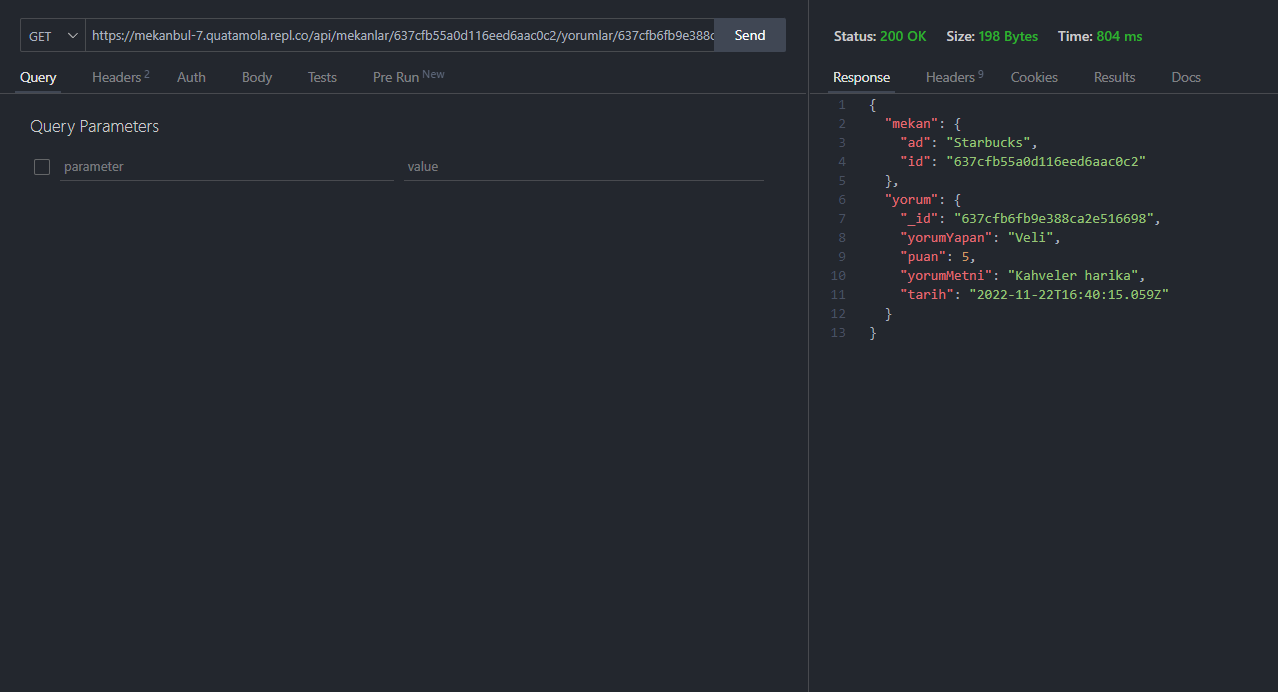 GET https://mekanbul-7.quatamola.repl.co/api/mekanlar/637cfb55a0d116eed6aac0c2/yorumlar/637cfb6fb9e388c Send
Query Headers 2 Auth Body Tests Pre Run New
Query Parameters
parameter value
Status: 200 OK Size: 198 Bytes Time: 804 ms
Response Headers 9 Cookies Results Docs
1 {
2 "mekan": {
3 "ad": "Starbucks",
4 "id": "637cfb55a0d116eed6aac0c2"
5 },
6 "yorum": {
7 "_id": "637cfb6fb9e388ca2e516698",
8 "yorumYapan": "Veli",
9 "puan": 5,
10 "yorumMetni": "Kahveler harika",
11 "tarih": "2022-11-22T16:40:15.059Z"
12 }
13 }